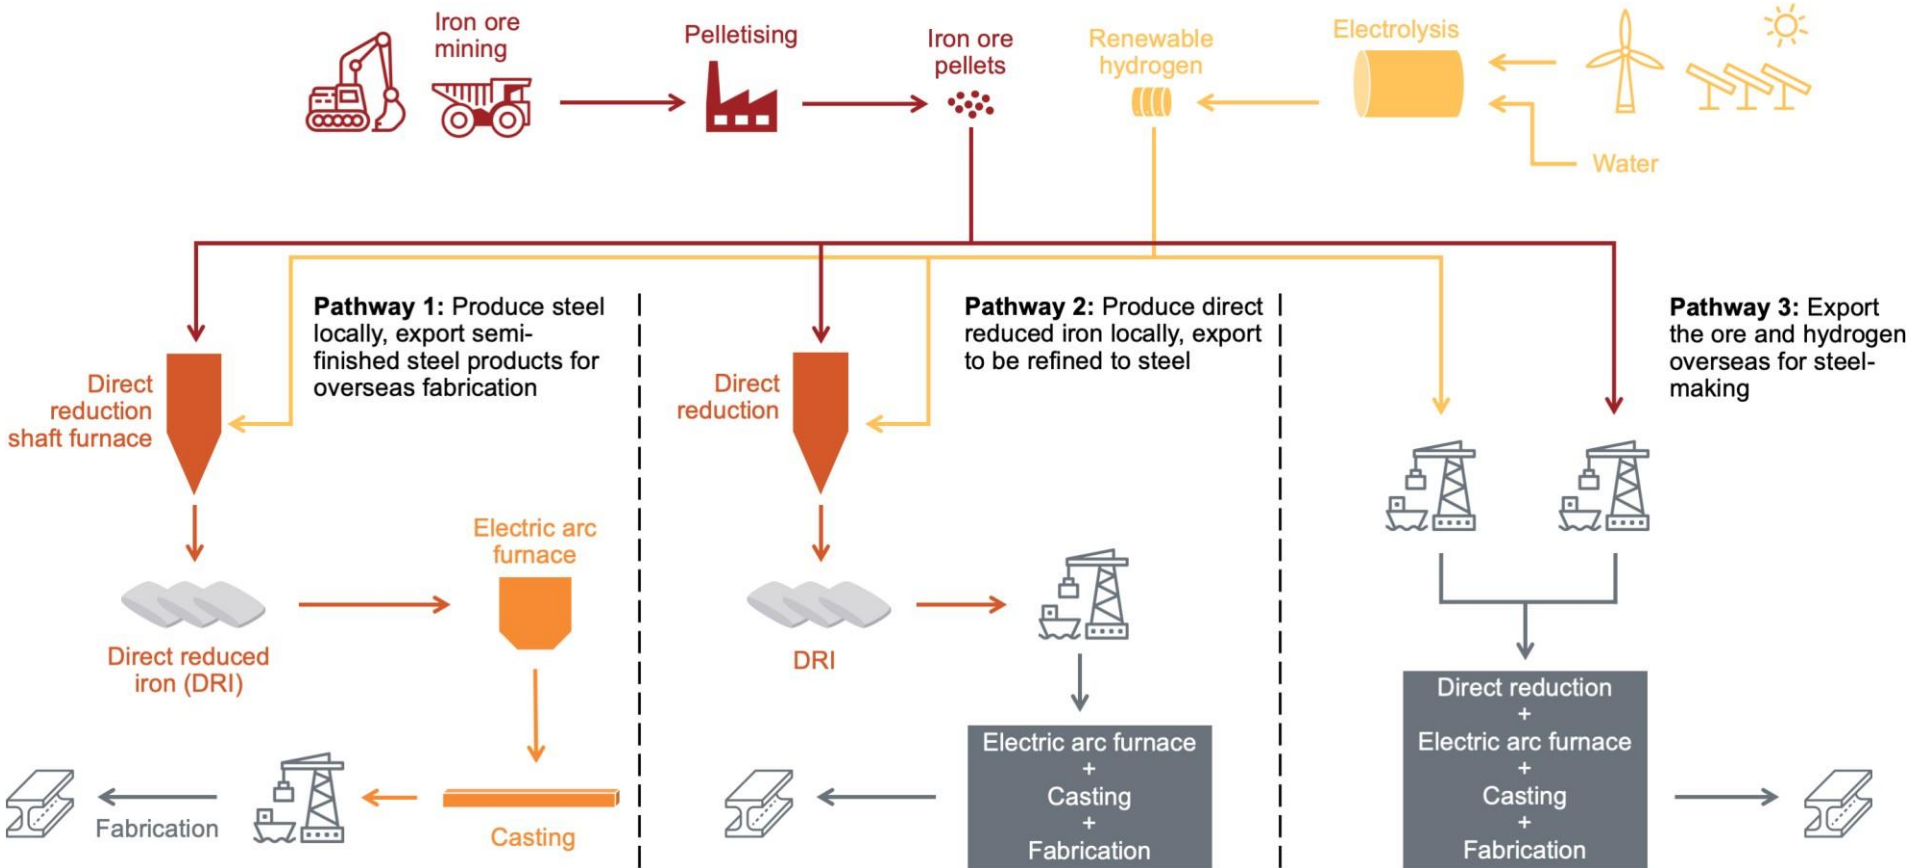 Iron ore
mining
Pelletising
Iron ore
pellets
Renewable
hydrogen
Electrolysis
Water
Pathway 1: Produce steel
locally, export semi-
finished steel products for
overseas fabrication
Direct
reduction
shaft furnace
Electric arc
furnace
Direct reduced
iron (DRI)
Casting
Fabrication
Pathway 2: Produce direct
reduced iron locally, export
to be refined to steel
Direct
reduction
DRI
Electric arc furnace
+
Casting
+
Fabrication
Pathway 3: Export
the ore and hydrogen
overseas for steel-
making
Direct reduction
+
Electric arc furnace
+
Casting
+
Fabrication